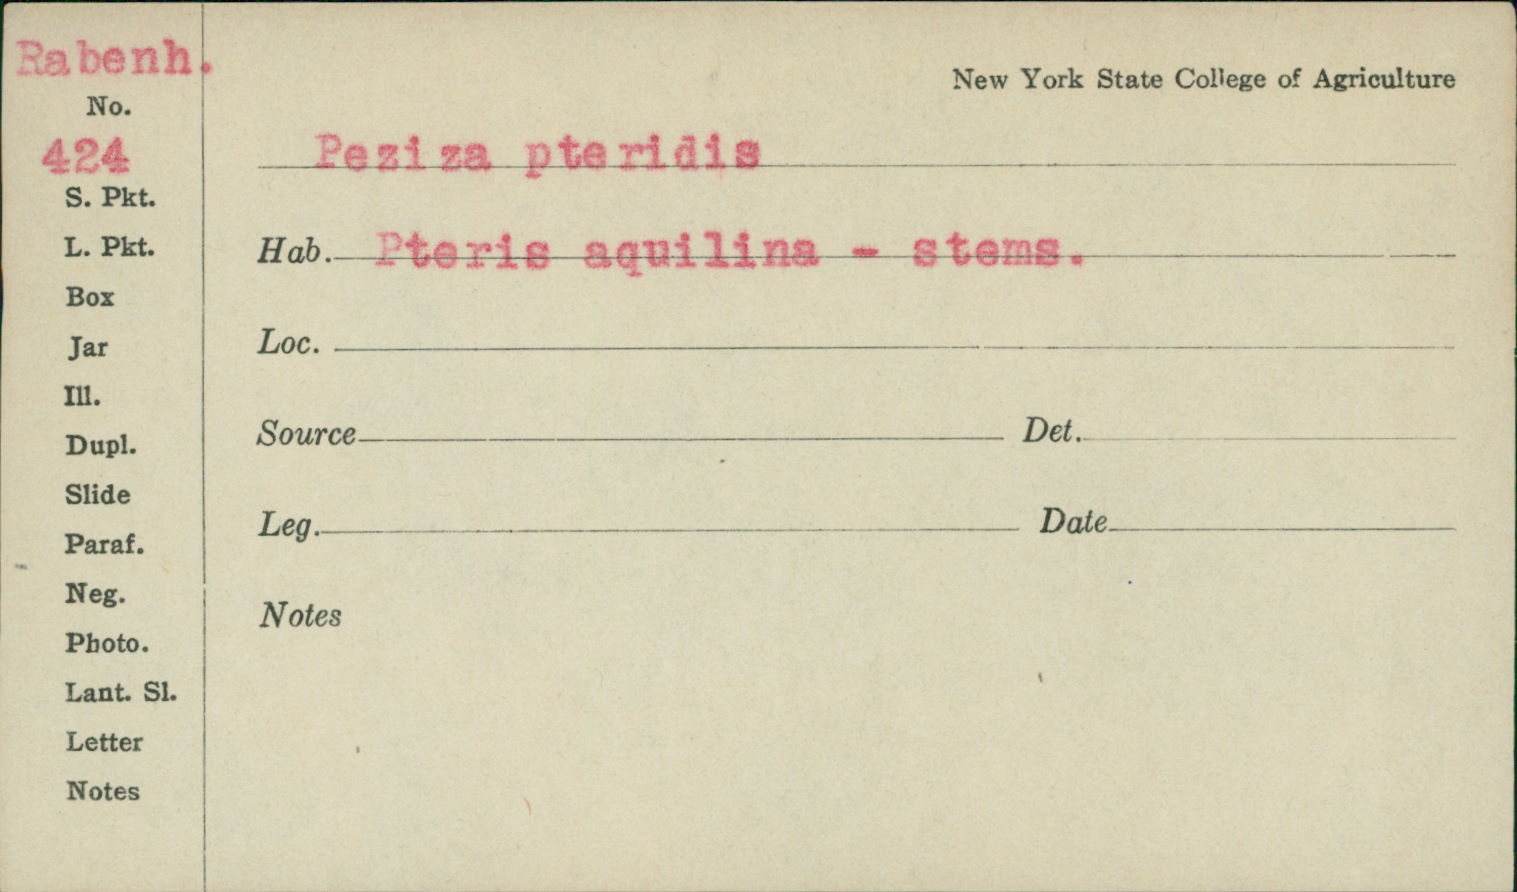 Rabenh.
No.
424
S. Pkt.
L. Pkt.
Box
Jar
Ill.
Dupl.
Slide
Paraf.
Neg.
Photo.
Lant. Sl.
Letter
Notes
New York State College of Agriculture
Peziza pteridis
Hab. Pteris aquilina - stems.
Loc.
Source Det.
Leg. Date
Notes